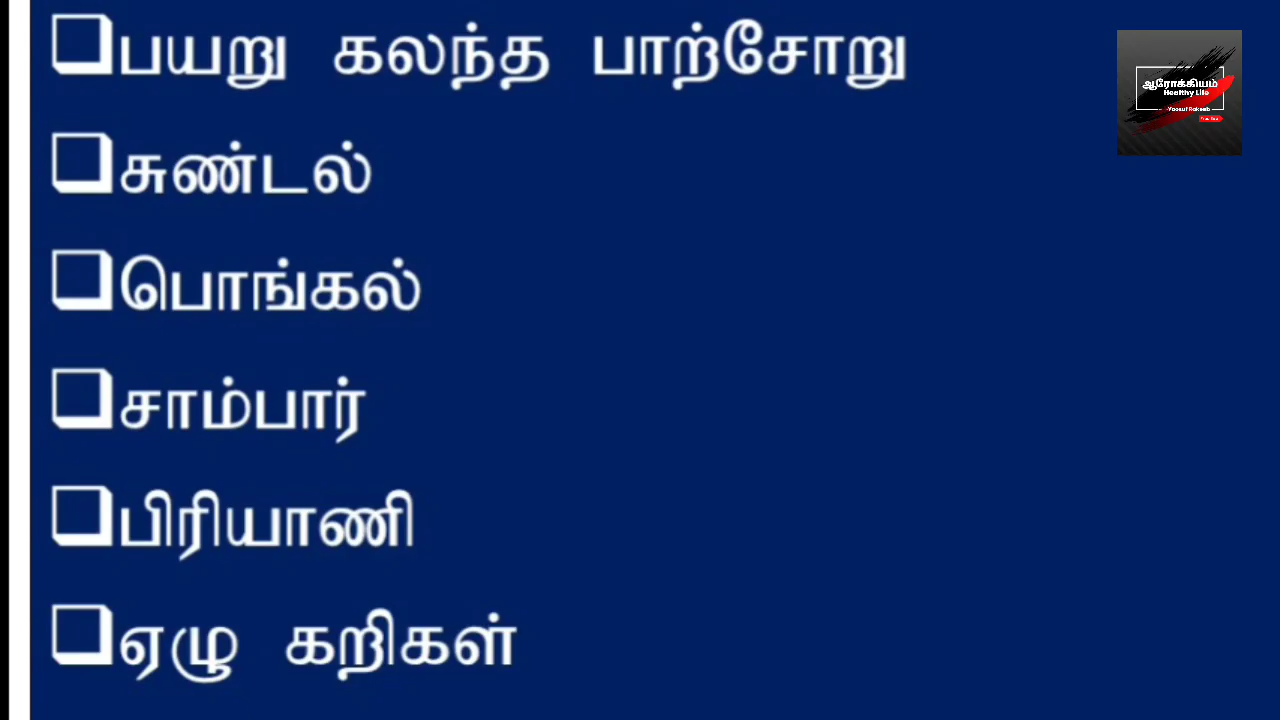 ❑பயறு கலந்த பாற்சோறு
❑சுண்டல்
❑பொங்கல்
❑சாம்பார்
❑பிரியாணி
❑ஏழு கறிகள்
ஆரோக்கியம்
Healthy Life